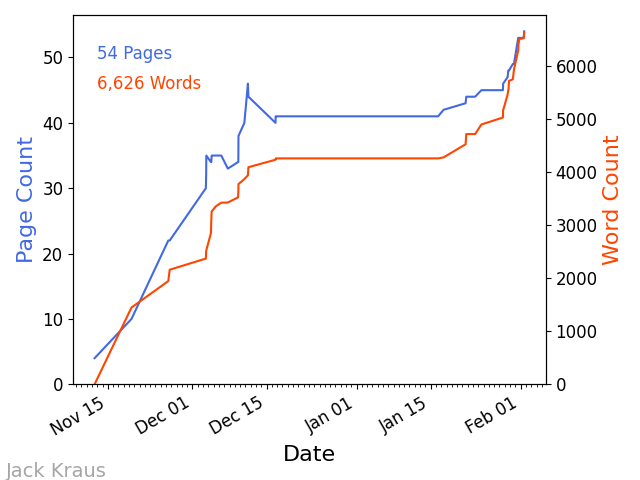 54 Pages
6,626 Words
Page Count
50
40
30
20
10
0
Word Count
6000
5000
4000
3000
2000
1000
0
Nov 15
Dec 01
Dec 15
Jan 01
Jan 15
Feb 01
Date
Jack Kraus